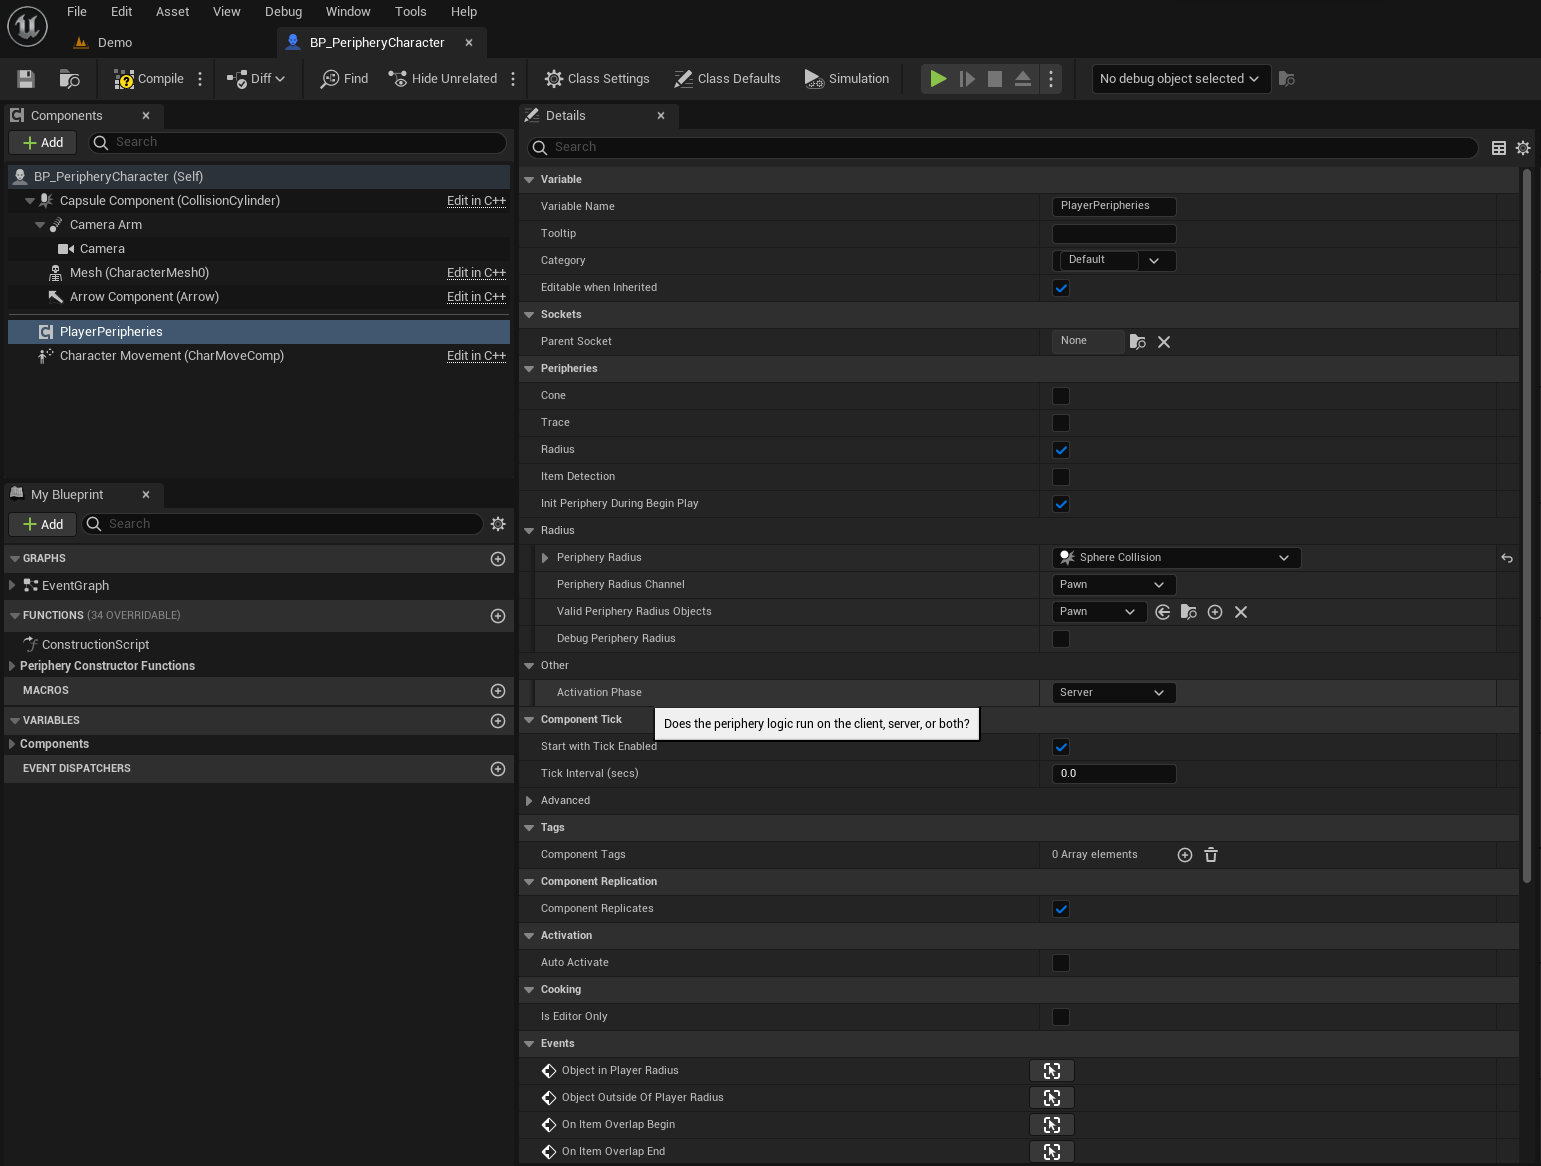 File Edit Asset View Debug Window Tools Help
Demo BP_PeripheryCharacter
Compile Diff Find Hide Unrelated Class Settings Class Defaults Simulation No debug object selected
Components
Add Search
BP_PeripheryCharacter (Self)
Capsule Component (CollisionCylinder) Edit in C++
Camera Arm
Camera
Mesh (CharacterMesh0) Edit in C++
Arrow Component (Arrow) Edit in C++
PlayerPeripheries
Character Movement (CharMoveComp) Edit in C++
My Blueprint
Add Search
GRAPHS
EventGraph
FUNCTIONS (34 OVERRIDABLE)
ConstructionScript
Periphery Constructor Functions
MACROS
VARIABLES
Components
EVENT DISPATCHERS
Details
Search
Variable
Variable Name PlayerPeripheries
Tooltip
Category Default
Editable when Inherited
Sockets
Parent Socket None
Peripheries
Cone
Trace
Radius
Item Detection
Init Periphery During Begin Play
Radius
Periphery Radius Sphere Collision
Periphery Radius Channel Pawn
Valid Periphery Radius Objects Pawn
Debug Periphery Radius
Other
Activation Phase Server
Component Tick
Does the periphery logic run on the client, server, or both?
Start with Tick Enabled
Tick Interval (secs) 0.0
Advanced
Tags
Component Tags 0 Array elements
Component Replication
Component Replicates
Activation
Auto Activate
Cooking
Is Editor Only
Events
Object in Player Radius
Object Outside Of Player Radius
On Item Overlap Begin
On Item Overlap End